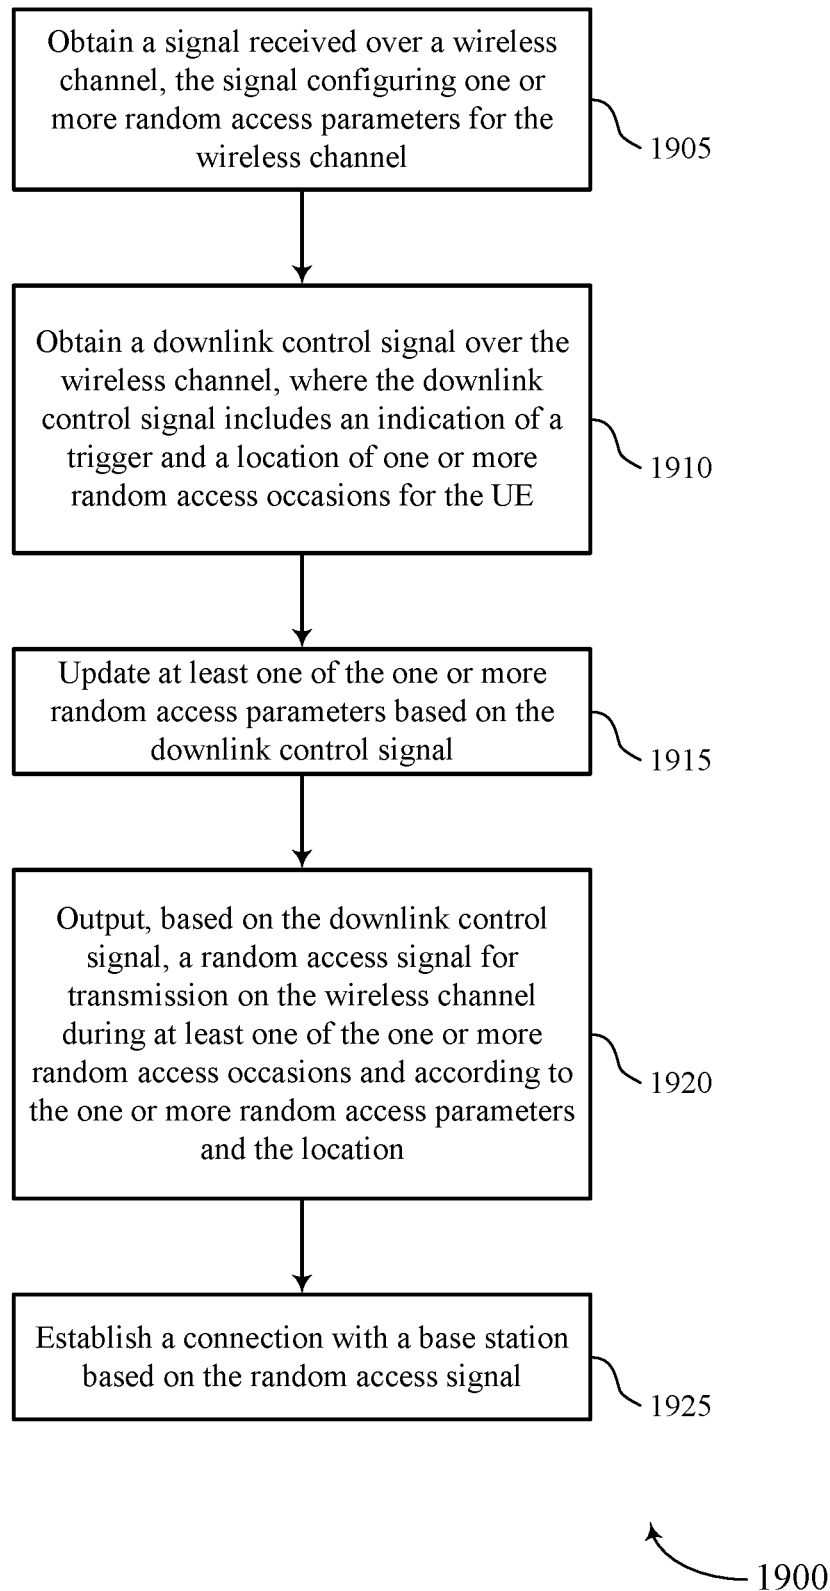 Obtain a signal received over a wireless
channel, the signal configuring one or
more random access parameters for the
wireless channel
1905
Obtain a downlink control signal over the
wireless channel, where the downlink
control signal includes an indication of a
trigger and a location of one or more
random access occasions for the UE
1910
Update at least one of the one or more
random access parameters based on the
downlink control signal
1915
Output, based on the downlink control
signal, a random access signal for
transmission on the wireless channel
during at least one of the one or more
random access occasions and according to
the one or more random access parameters
and the location
1920
Establish a connection with a base station
based on the random access signal
1925
1900